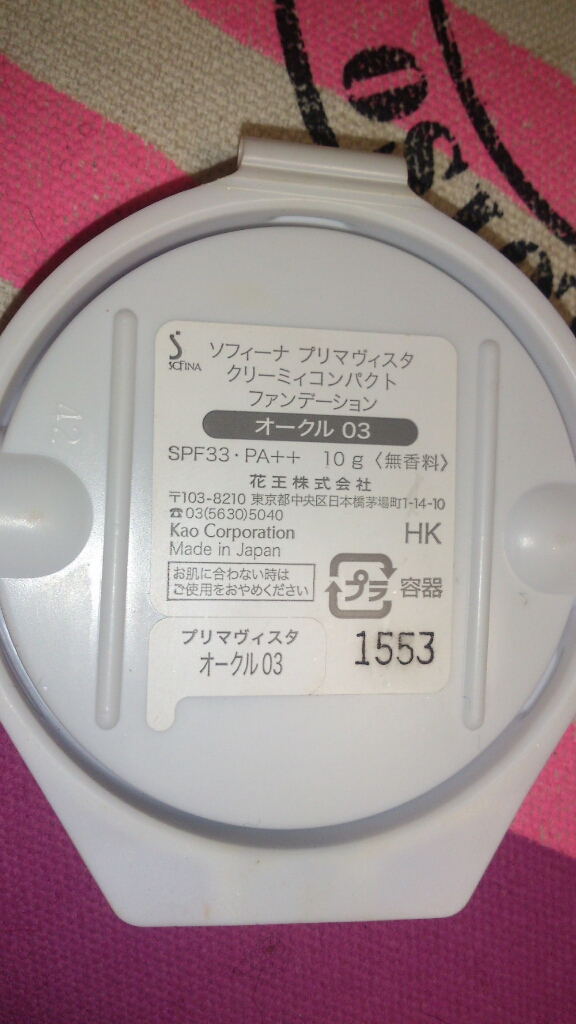 SOFINA
ソフィーナ プリマヴィスタ
クリーミィコンパクト
ファンデーション
オークル 03
SPF33・PA++ 10g〈無香料〉
花王株式会社
〒103-8210 東京都中央区日本橋茅場町1-14-10
☎03(5630)5040
Kao Corporation
Made in Japan
HK
お肌に合わない時は
ご使用をおやめください
プラ 容器
プリマヴィスタ
オークル 03
1553